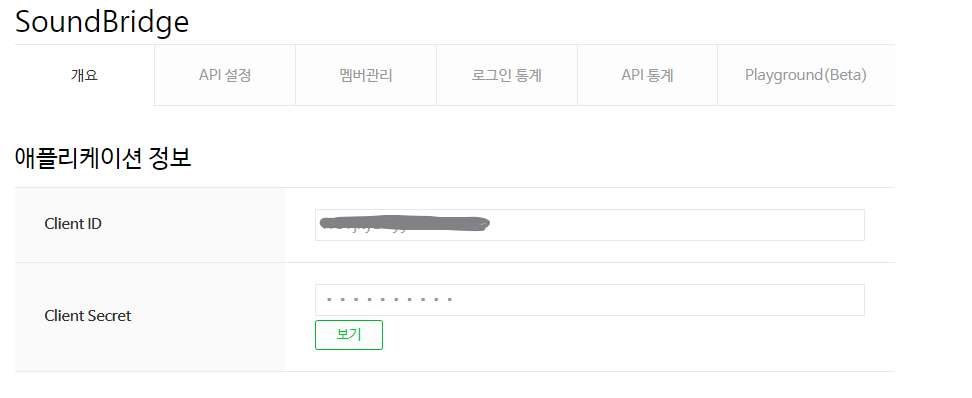 SoundBridge
개요 API 설정 멤버관리 로그인 통계 API 통계 Playground(Beta)
애플리케이션 정보
Client ID
Client Secret
보기